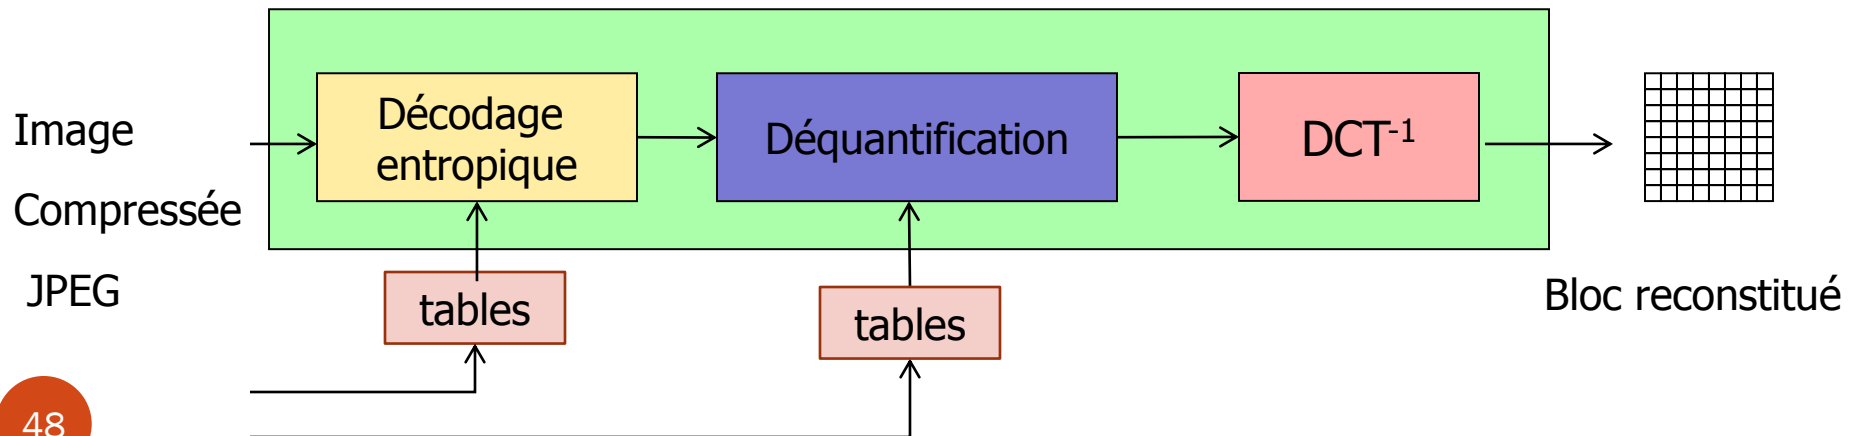 Image
Compressée
JPEG
Décodage
entropique
Déquantification
DCT-1
tables
tables
Bloc reconstitué
48